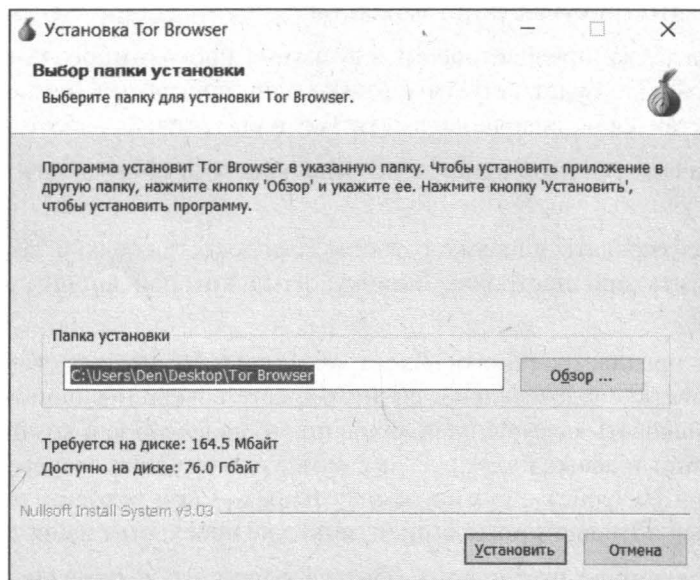 Установка Tor Browser
Выбор папки установки
Выберите папку для установки Tor Browser.
Программа установит Tor Browser в указанную папку. Чтобы установить приложение в
другую папку, нажмите кнопку 'Обзор' и укажите ее. Нажмите кнопку 'Установить',
чтобы установить программу.
Папка установки
C:\Users\Den\Desktop\Tor Browser
Обзор ...
Требуется на диске: 164.5 Мбайт
Доступно на диске: 76.0 Гбайт
Nullsoft Install System v3.03
Установить
Отмена